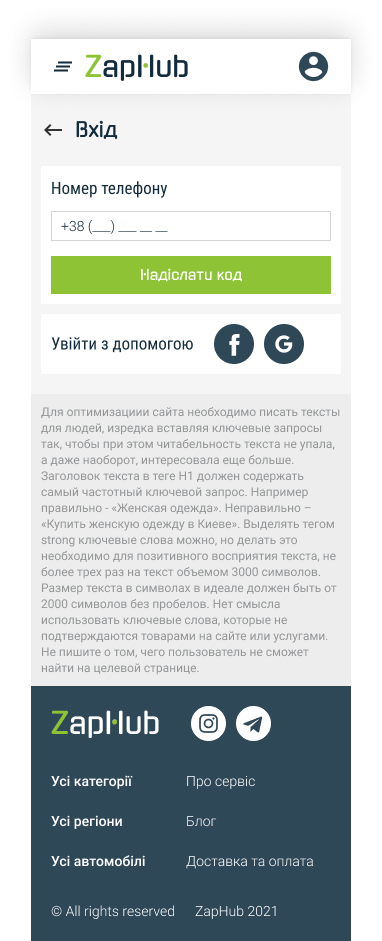 ZapHub
Вхід
Номер телефону
+38 (___) ___ __ __
Надіслати код
Увійти з допомогою
Для оптимизациии сайта необходимо писать тексты
для людей, изредка вставляя ключевые запросы
так, чтобы при этом читабельность текста не упала,
а даже наоборот, интересовала еще больше.
Заголовок текста в теге H1 должен содержать
самый частотный ключевой запрос. Например
правильно - «Женская одежда». Неправильно –
«Купить женскую одежду в Киеве». Выделять тегом
strong ключевые слова можно, но делать это
необходимо для позитивного восприятия текста, не
более трех раз на текст объемом 3000 символов.
Размер текста в символах в идеале должен быть от
2000 символов без пробелов. Нет смысла
использовать ключевые слова, которые не
подтверждаются товарами на сайте или услугами.
Не пишите о том, чего пользователь не сможет
найти на целевой странице.
ZapHub
Усі категорії Про сервіс
Усі регіони Блог
Усі автомобілі Доставка та оплата
© All rights reserved ZapHub 2021